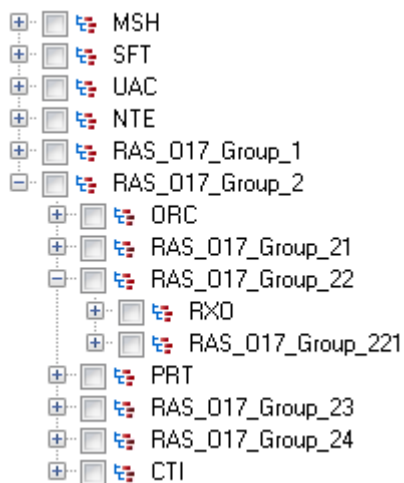 MSH
SFT
UAC
NTE
RAS_O17_Group_1
RAS_O17_Group_2
ORC
RAS_O17_Group_21
RAS_O17_Group_22
RXO
RAS_O17_Group_221
PRT
RAS_O17_Group_23
RAS_O17_Group_24
CTI